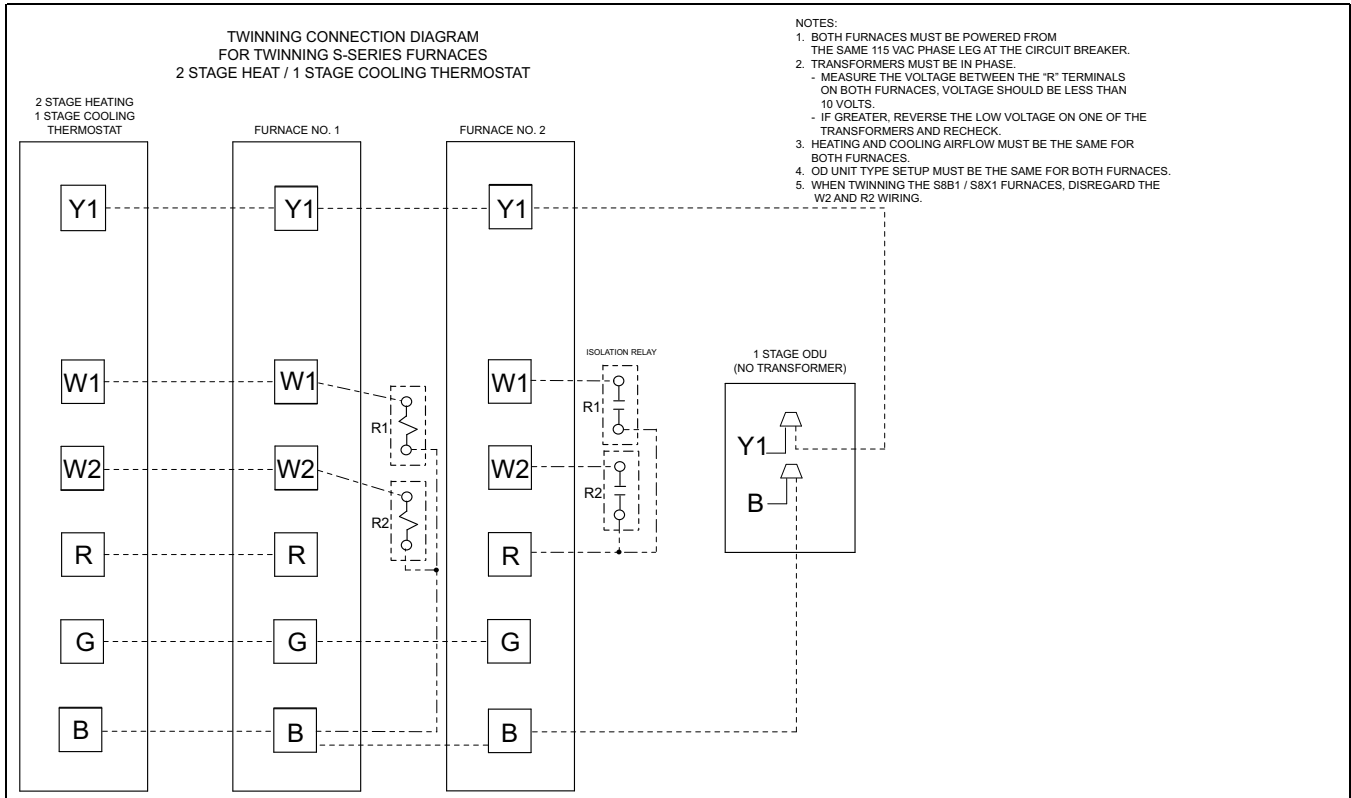 TWINNING CONNECTION DIAGRAM
FOR TWINNING S-SERIES FURNACES
2 STAGE HEAT / 1 STAGE COOLING THERMOSTAT
NOTES:
1. BOTH FURNACES MUST BE POWERED FROM
THE SAME 115 VAC PHASE LEG AT THE CIRCUIT BREAKER.
2. TRANSFORMERS MUST BE IN PHASE.
- MEASURE THE VOLTAGE BETWEEN THE “R” TERMINALS
ON BOTH FURNACES, VOLTAGE SHOULD BE LESS THAN
10 VOLTS.
- IF GREATER, REVERSE THE LOW VOLTAGE ON ONE OF THE
TRANSFORMERS AND RECHECK.
3. HEATING AND COOLING AIRFLOW MUST BE THE SAME FOR
BOTH FURNACES.
4. OD UNIT TYPE SETUP MUST BE THE SAME FOR BOTH FURNACES.
5. WHEN TWINNING THE S8B1 / S8X1 FURNACES, DISREGARD THE
W2 AND R2 WIRING.
2 STAGE HEATING
1 STAGE COOLING
THERMOSTAT
Y1
W1
W2
R
G
B
FURNACE NO. 1
Y1
W1
W2
R
G
B
R1
R2
FURNACE NO. 2
Y1
W1
W2
R
G
B
ISOLATION RELAY
R1
R2
1 STAGE ODU
(NO TRANSFORMER)
Y1
B